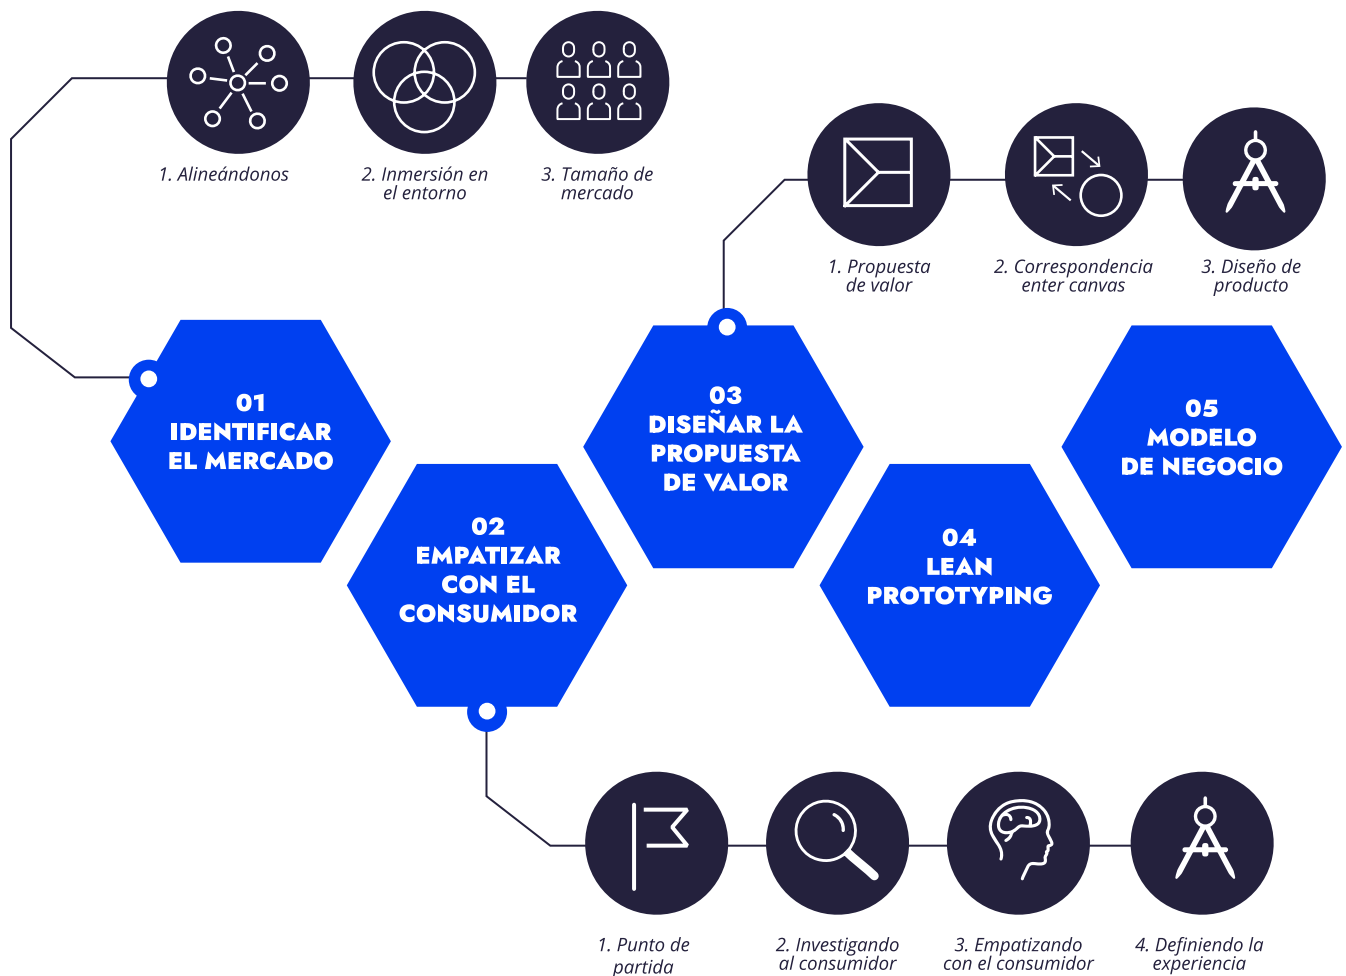 1. Alineándonos
2. Inmersión en
el entorno
3. Tamaño de
mercado
1. Propuesta
de valor
2. Correspondencia
enter canvas
3. Diseño de
producto
01
IDENTIFICAR
EL MERCADO
02
EMPATIZAR
CON EL
CONSUMIDOR
03
DISEÑAR LA
PROPUESTA
DE VALOR
04
LEAN
PROTOTYPING
05
MODELO
DE NEGOCIO
1. Punto de
partida
2. Investigando
al consumidor
3. Empatizando
con el consumidor
4. Definiendo la
experiencia